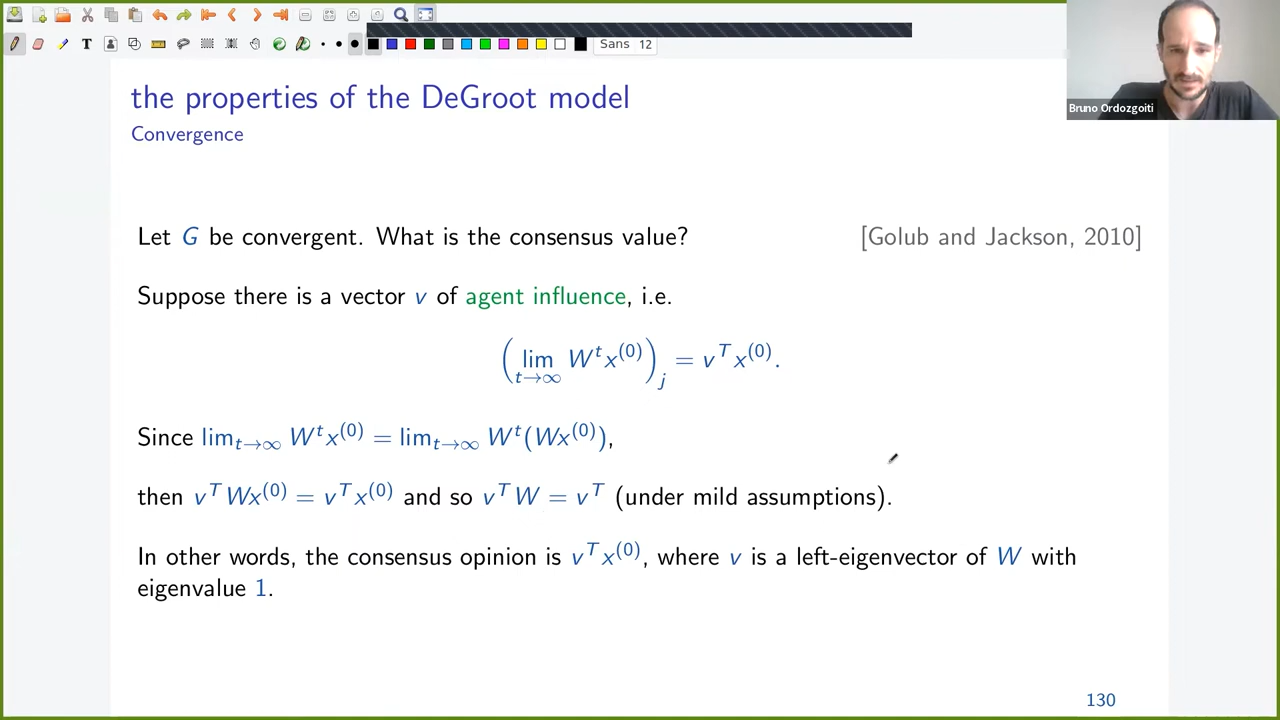 Sans 12
Bruno Ordozgoiti
the properties of the DeGroot model
Convergence
Let G be convergent. What is the consensus value? [Golub and Jackson, 2010]
Suppose there is a vector v of agent influence, i.e.
(lim_{t→∞} W^t x^{(0)})_j = v^T x^{(0)}.
Since lim_{t→∞} W^t x^{(0)} = lim_{t→∞} W^t(Wx^{(0)}),
then v^T Wx^{(0)} = v^T x^{(0)} and so v^T W = v^T (under mild assumptions).
In other words, the consensus opinion is v^T x^{(0)}, where v is a left-eigenvector of W with
eigenvalue 1.
130